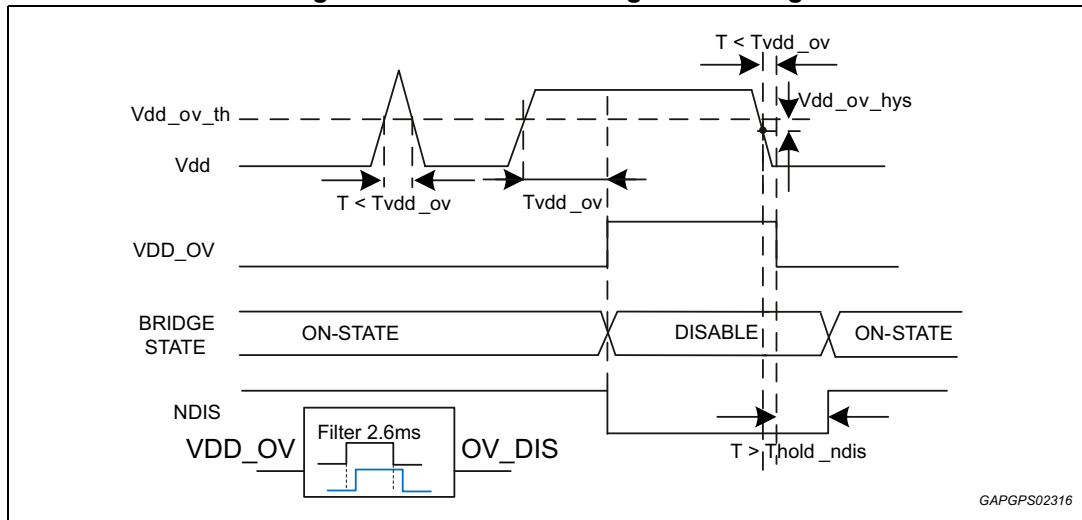 T < Tvdd_ov
Vdd_ov_hys
Vdd_ov_th
Vdd
T < Tvdd_ov
Tvdd_ov
VDD_OV
BRIDGE
STATE
ON-STATE
DISABLE
ON-STATE
NDIS
VDD_OV
Filter 2.6ms
OV_DIS
T > Thold_ndis
GAPGPS02316